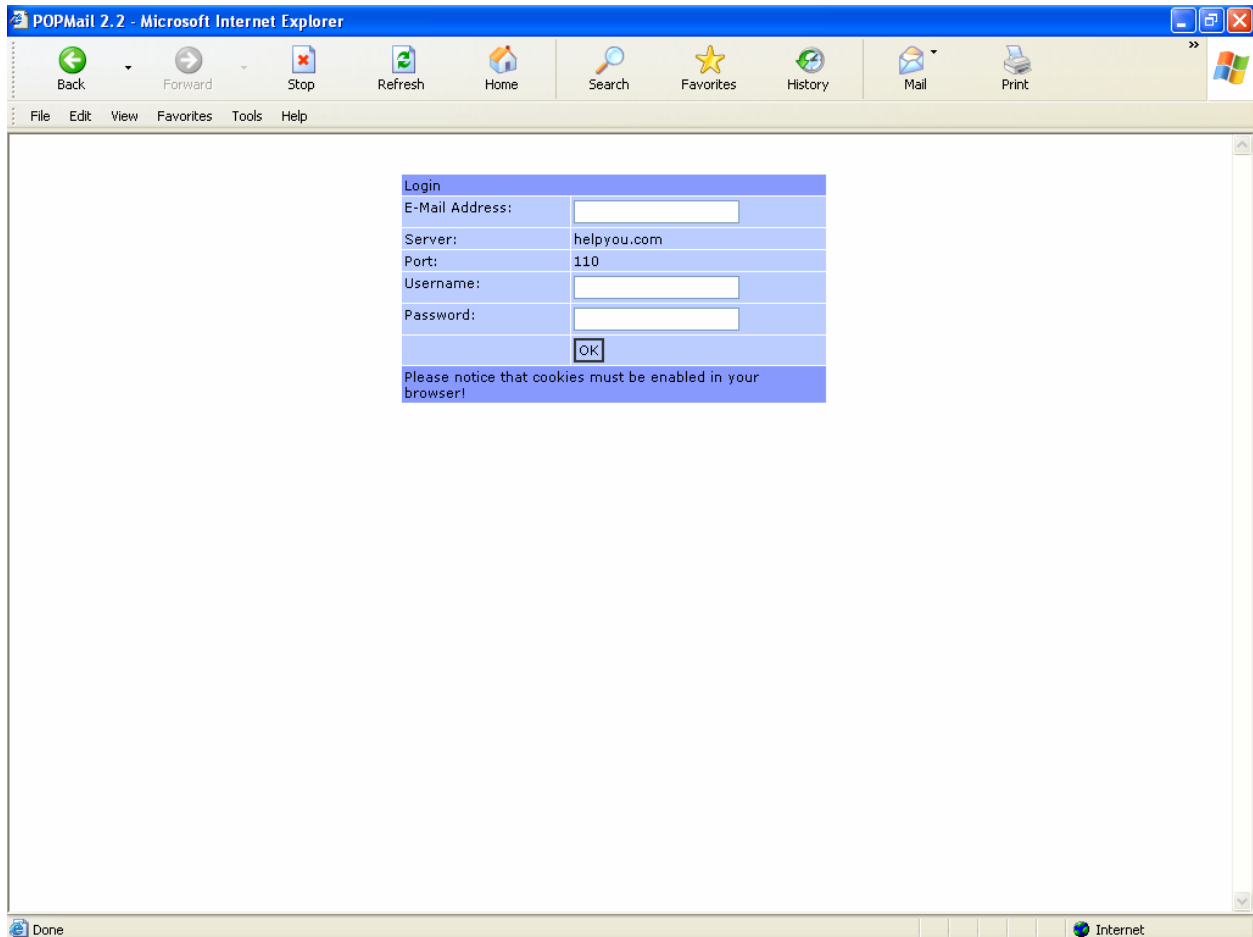 POPMail 2.2 - Microsoft Internet Explorer
Back Forward Stop Refresh Home Search Favorites History Mail Print »
File Edit View Favorites Tools Help
Login
E-Mail Address:
Server: helpyou.com
Port: 110
Username:
Password:
OK
Please notice that cookies must be enabled in your
browser!
Done Internet